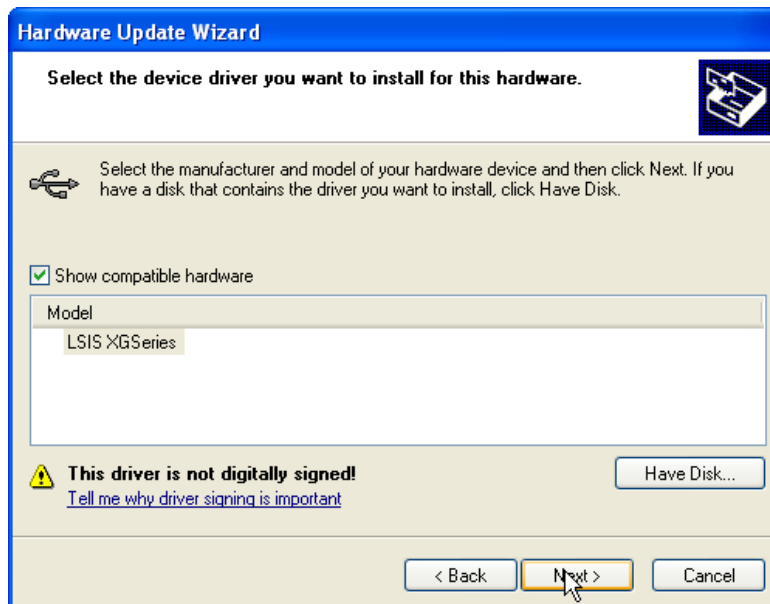 Hardware Update Wizard
Select the device driver you want to install for this hardware.
Select the manufacturer and model of your hardware device and then click Next. If you
have a disk that contains the driver you want to install, click Have Disk.
Show compatible hardware
Model
LSIS XGSeries
This driver is not digitally signed!
Tell me why driver signing is important
Have Disk...
< Back
Next >
Cancel